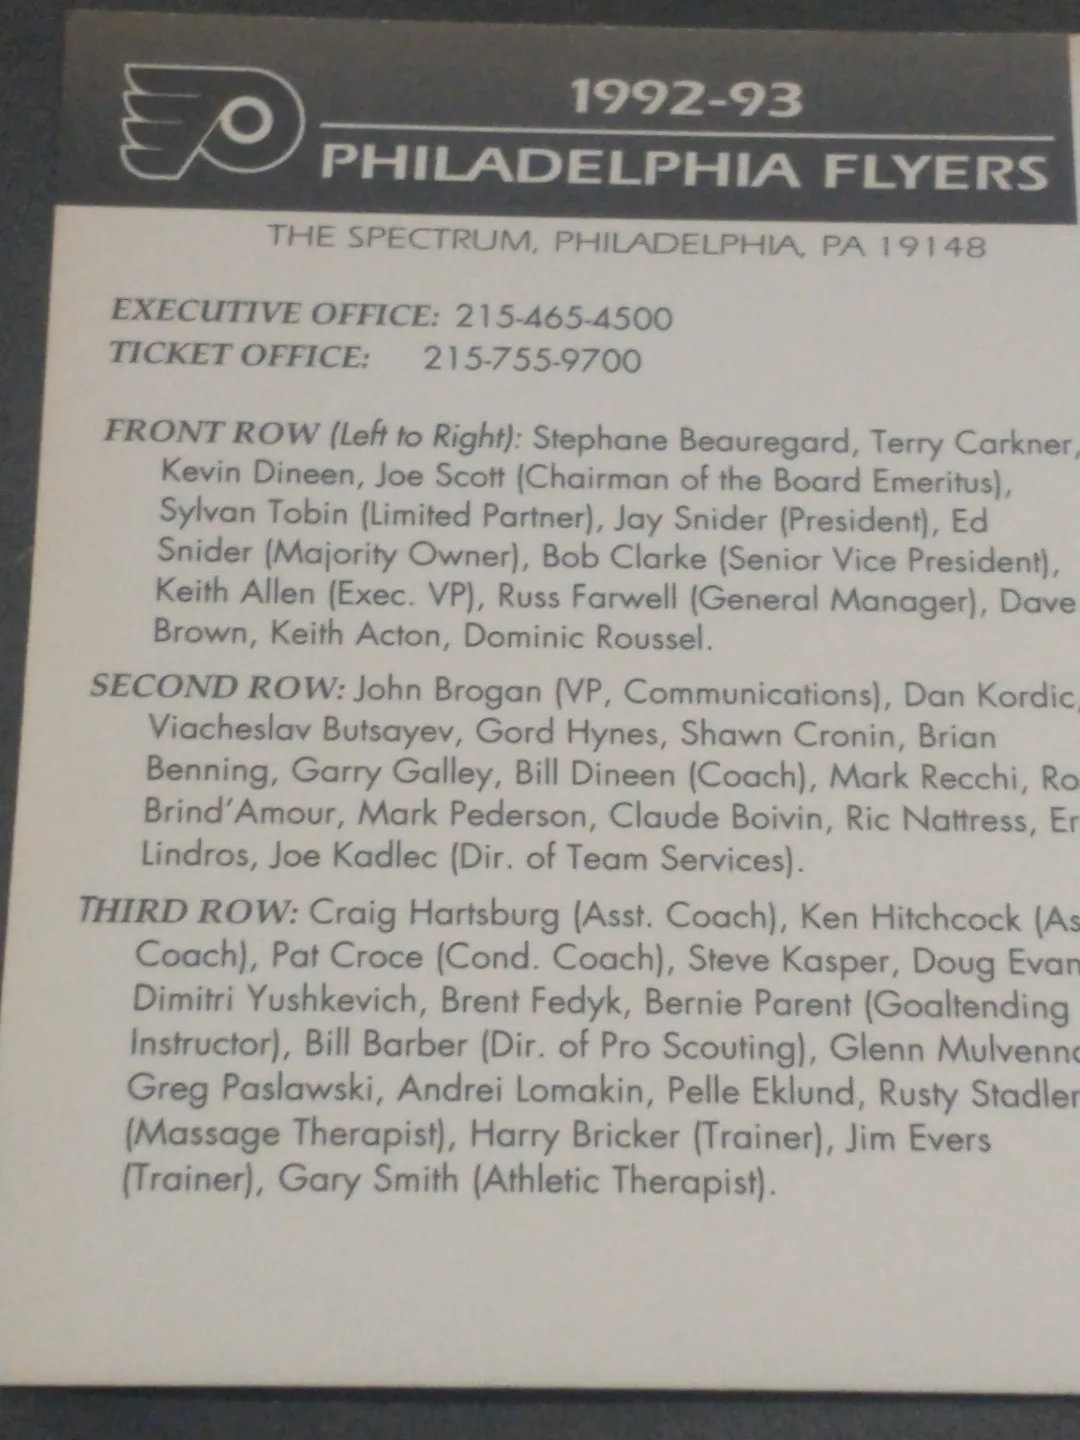 1992-93
PHILADELPHIA FLYERS
THE SPECTRUM, PHILADELPHIA, PA 19148
EXECUTIVE OFFICE: 215-465-4500
TICKET OFFICE: 215-755-9700
FRONT ROW (Left to Right): Stephane Beauregard, Terry Carkner,
Kevin Dineen, Joe Scott (Chairman of the Board Emeritus),
Sylvan Tobin (Limited Partner), Jay Snider (President), Ed
Snider (Majority Owner), Bob Clarke (Senior Vice President),
Keith Allen (Exec. VP), Russ Farwell (General Manager), Dave
Brown, Keith Acton, Dominic Roussel.
SECOND ROW: John Brogan (VP, Communications), Dan Kordic,
Viacheslav Butsayev, Gord Hynes, Shawn Cronin, Brian
Benning, Garry Galley, Bill Dineen (Coach), Mark Recchi, Ro
Brind'Amour, Mark Pederson, Claude Boivin, Ric Nattress, Er
Lindros, Joe Kadlec (Dir. of Team Services).
THIRD ROW: Craig Hartsburg (Asst. Coach), Ken Hitchcock (As
Coach), Pat Croce (Cond. Coach), Steve Kasper, Doug Evan
Dimitri Yushkevich, Brent Fedyk, Bernie Parent (Goaltending
Instructor), Bill Barber (Dir. of Pro Scouting), Glenn Mulvenn
Greg Paslawski, Andrei Lomakin, Pelle Eklund, Rusty Stadler
(Massage Therapist), Harry Bricker (Trainer), Jim Evers
(Trainer), Gary Smith (Athletic Therapist).